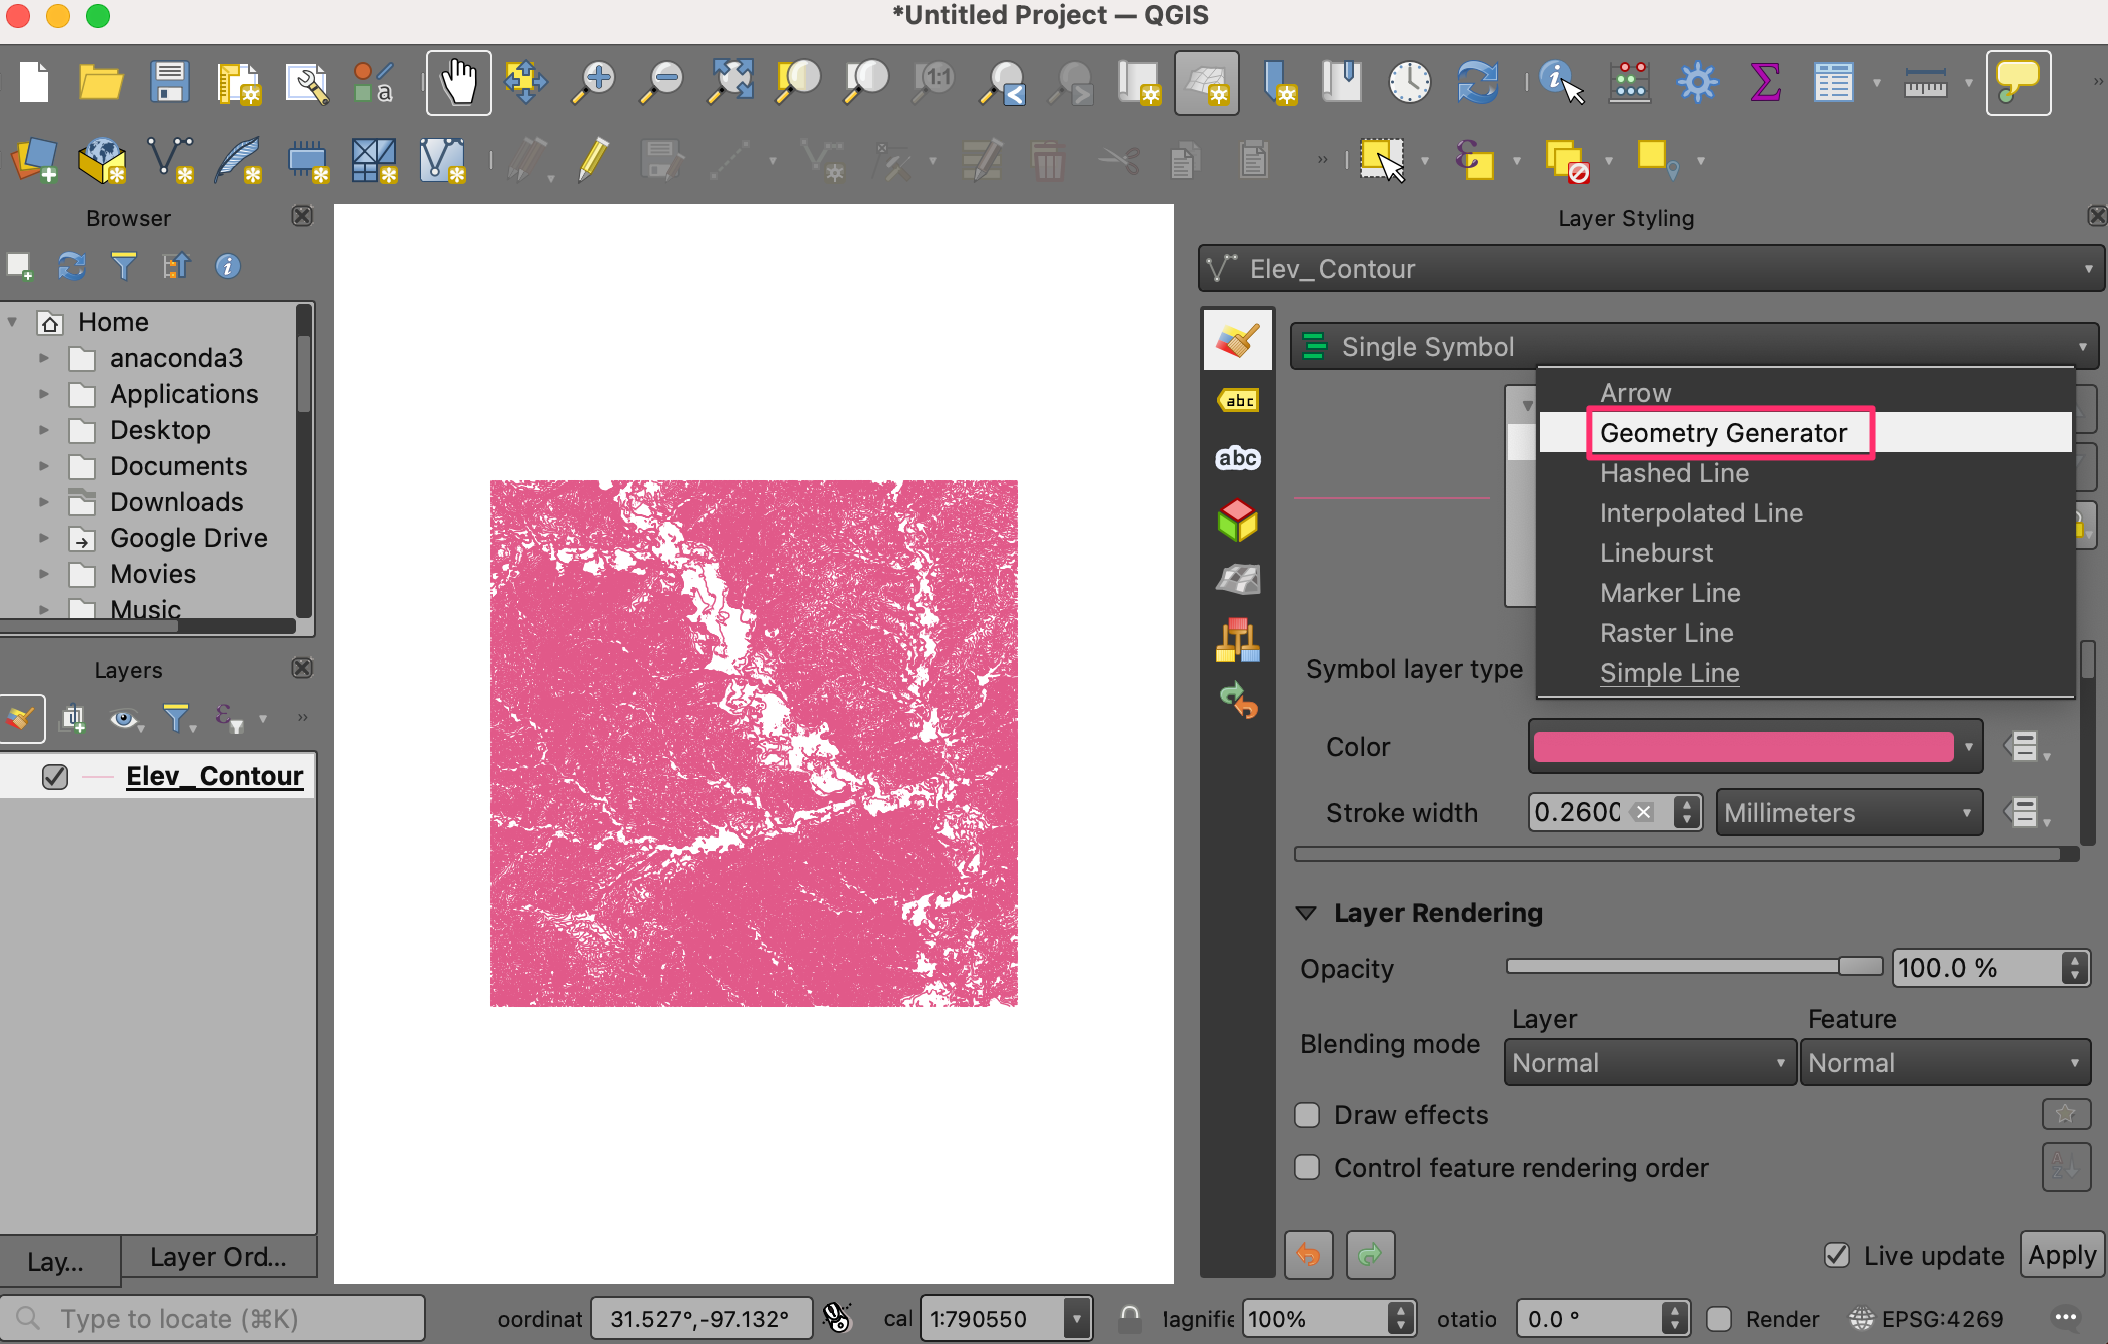 *Untitled Project — QGIS
1:1
a
Browser
Home
anaconda3
Applications
Desktop
Documents
Downloads
Google Drive
Movies
Music
Layers
Elev_Contour
Lay...
Layer Ord...
Layer Styling
Elev_Contour
Single Symbol
abc
abc
Arrow
Geometry Generator
Hashed Line
Interpolated Line
Lineburst
Marker Line
Raster Line
Simple Line
Symbol layer type
Color
Stroke width
0.2600
Millimeters
Layer Rendering
Opacity
100.0 %
Layer
Feature
Blending mode
Normal
Normal
Draw effects
Control feature rendering order
Live update
Apply
Type to locate (⌘K)
oordinat
31.527°,-97.132°
cal
1:790550
lagnifie
100%
otatio
0.0 °
Render
EPSG:4269